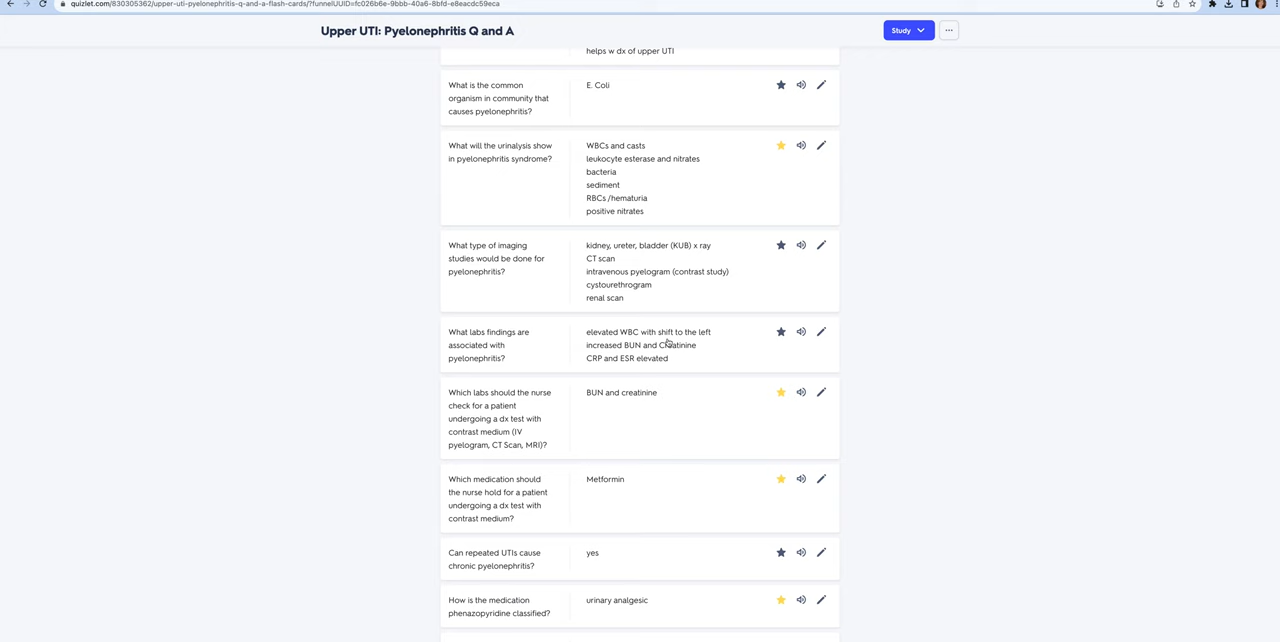 quizlet.com/830305362/upper-uti-pyelonephritis-q-and-a-flash-cards/?funnelUUID=fc026b6e-9bbb-40a6-8bfd-e8eacdc59eca
Upper UTI: Pyelonephritis Q and A
Study
helps w dx of upper UTI
What is the common
organism in community that
causes pyelonephritis?
E. Coli
What will the urinalysis show
in pyelonephritis syndrome?
WBCs and casts
leukocyte esterase and nitrates
bacteria
sediment
RBCs /hematuria
positive nitrates
What type of imaging
studies would be done for
pyelonephritis?
kidney, ureter, bladder (KUB) x ray
CT scan
intravenous pyelogram (contrast study)
cystourethrogram
renal scan
What labs findings are
associated with
pyelonephritis?
elevated WBC with shift to the left
increased BUN and Creatinine
CRP and ESR elevated
Which labs should the nurse
check for a patient
undergoing a dx test with
contrast medium (IV
pyelogram, CT Scan, MRI)?
BUN and creatinine
Which medication should
the nurse hold for a patient
undergoing a dx test with
contrast medium?
Metformin
Can repeated UTIs cause
chronic pyelonephritis?
yes
How is the medication
phenazopyridine classified?
urinary analgesic